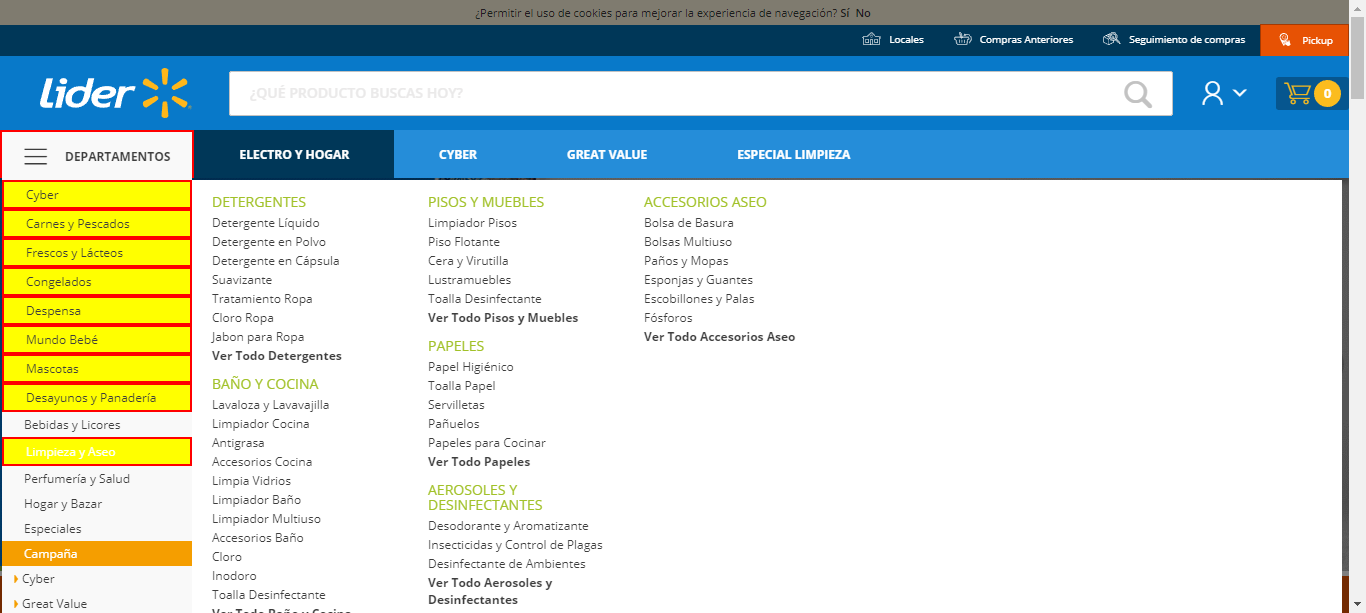 ¿Permitir el uso de cookies para mejorar la experiencia de navegación? Sí No
Locales
Compras Anteriores
Seguimiento de compras
Pickup
Lider
¿QUÉ PRODUCTO BUSCAS HOY?
0
DEPARTAMENTOS
ELECTRO Y HOGAR
CYBER
GREAT VALUE
ESPECIAL LIMPIEZA
Cyber
Carnes y Pescados
Frescos y Lácteos
Congelados
Despensa
Mundo Bebé
Mascotas
Desayunos y Panadería
Bebidas y Licores
Limpieza y Aseo
Perfumería y Salud
Hogar y Bazar
Especiales
Campaña
Cyber
Great Value
DETERGENTES
Detergente Líquido
Detergente en Polvo
Detergente en Cápsula
Suavizante
Tratamiento Ropa
Cloro Ropa
Jabon para Ropa
Ver Todo Detergentes
BAÑO Y COCINA
Lavaloza y Lavavajilla
Limpiador Cocina
Antigrasa
Accesorios Cocina
Limpia Vidrios
Limpiador Baño
Limpiador Multiuso
Accesorios Baño
Cloro
Inodoro
Toalla Desinfectante
Ver Todo Baño y Cocina
PISOS Y MUEBLES
Limpiador Pisos
Piso Flotante
Cera y Virutilla
Lustramuebles
Toalla Desinfectante
Ver Todo Pisos y Muebles
PAPELES
Papel Higiénico
Toalla Papel
Servilletas
Pañuelos
Papeles para Cocinar
Ver Todo Papeles
AEROSOLES Y
DESINFECTANTES
Desodorante y Aromatizante
Insecticidas y Control de Plagas
Desinfectante de Ambientes
Ver Todo Aerosoles y
Desinfectantes
ACCESORIOS ASEO
Bolsa de Basura
Bolsas Multiuso
Paños y Mopas
Esponjas y Guantes
Escobillones y Palas
Fósforos
Ver Todo Accesorios Aseo